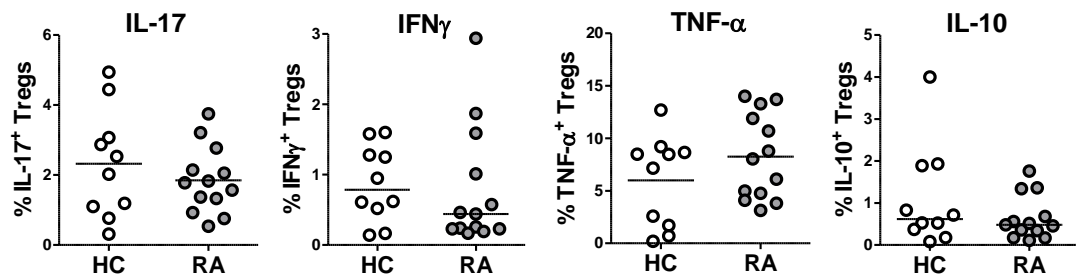 IL-17
% IL-17⁺ Tregs
6
4
2
0
HC RA
IFNγ
% IFNγ⁺ Tregs
3
2
1
0
HC RA
TNF-α
% TNF-α⁺ Tregs
20
15
10
5
0
HC RA
IL-10
% IL-10⁺ Tregs
5
4
3
2
1
0
HC RA